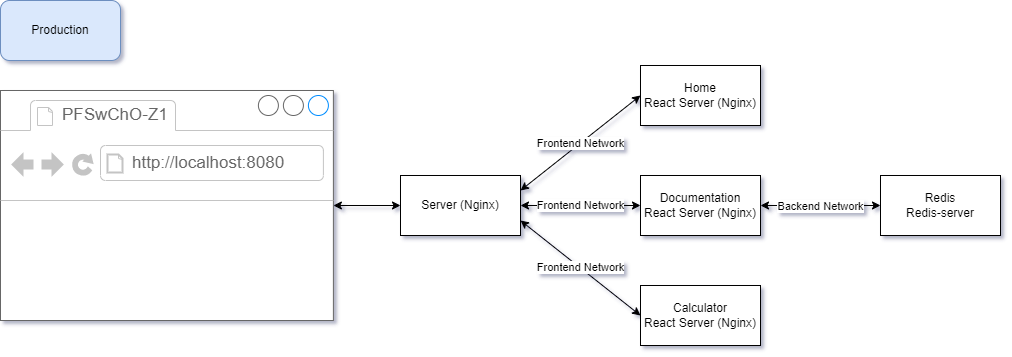 Production
PFSwChO-Z1
http://localhost:8080
Server (Nginx)
Frontend Network
Frontend Network
Frontend Network
Home
React Server (Nginx)
Documentation
React Server (Nginx)
Calculator
React Server (Nginx)
Backend Network
Redis
Redis-server